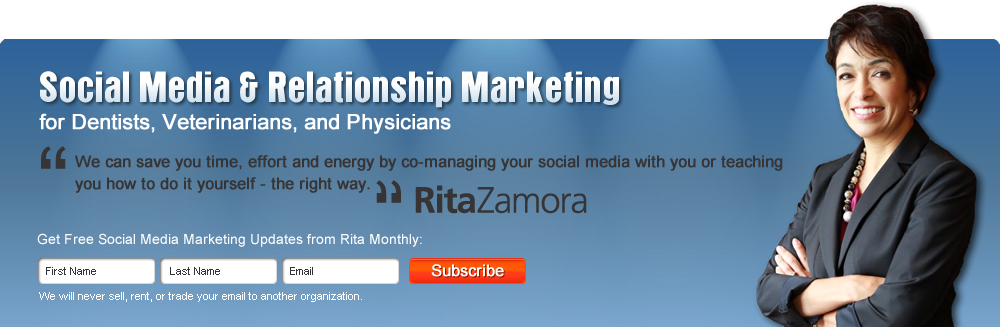 Social Media & Relationship Marketing
for Dentists, Veterinarians, and Physicians
“ We can save you time, effort and energy by co-managing your social media with you or teaching
you how to do it yourself - the right way. ” RitaZamora
Get Free Social Media Marketing Updates from Rita Monthly:
First Name Last Name Email Subscribe
We will never sell, rent, or trade your email to another organization.